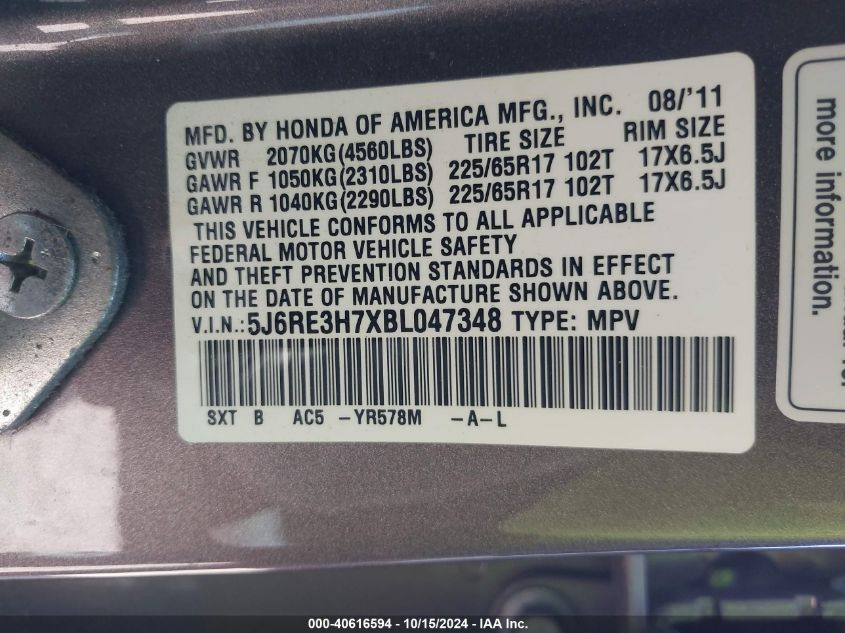 MFD. BY HONDA OF AMERICA MFG., INC. 08/'11
GVWR 2070KG(4560LBS) TIRE SIZE RIM SIZE
GAWR F 1050KG(2310LBS) 225/65R17 102T 17X6.5J
GAWR R 1040KG(2290LBS) 225/65R17 102T 17X6.5J
THIS VEHICLE CONFORMS TO ALL APPLICABLE
FEDERAL MOTOR VEHICLE SAFETY
AND THEFT PREVENTION STANDARDS IN EFFECT
ON THE DATE OF MANUFACTURE SHOWN ABOVE.
V.I.N.: 5J6RE3H7XBL047348 TYPE: MPV
SXT B AC5 -YR578M -A-L
more
information.
000-40616594 - 10/15/2024 - IAA Inc.